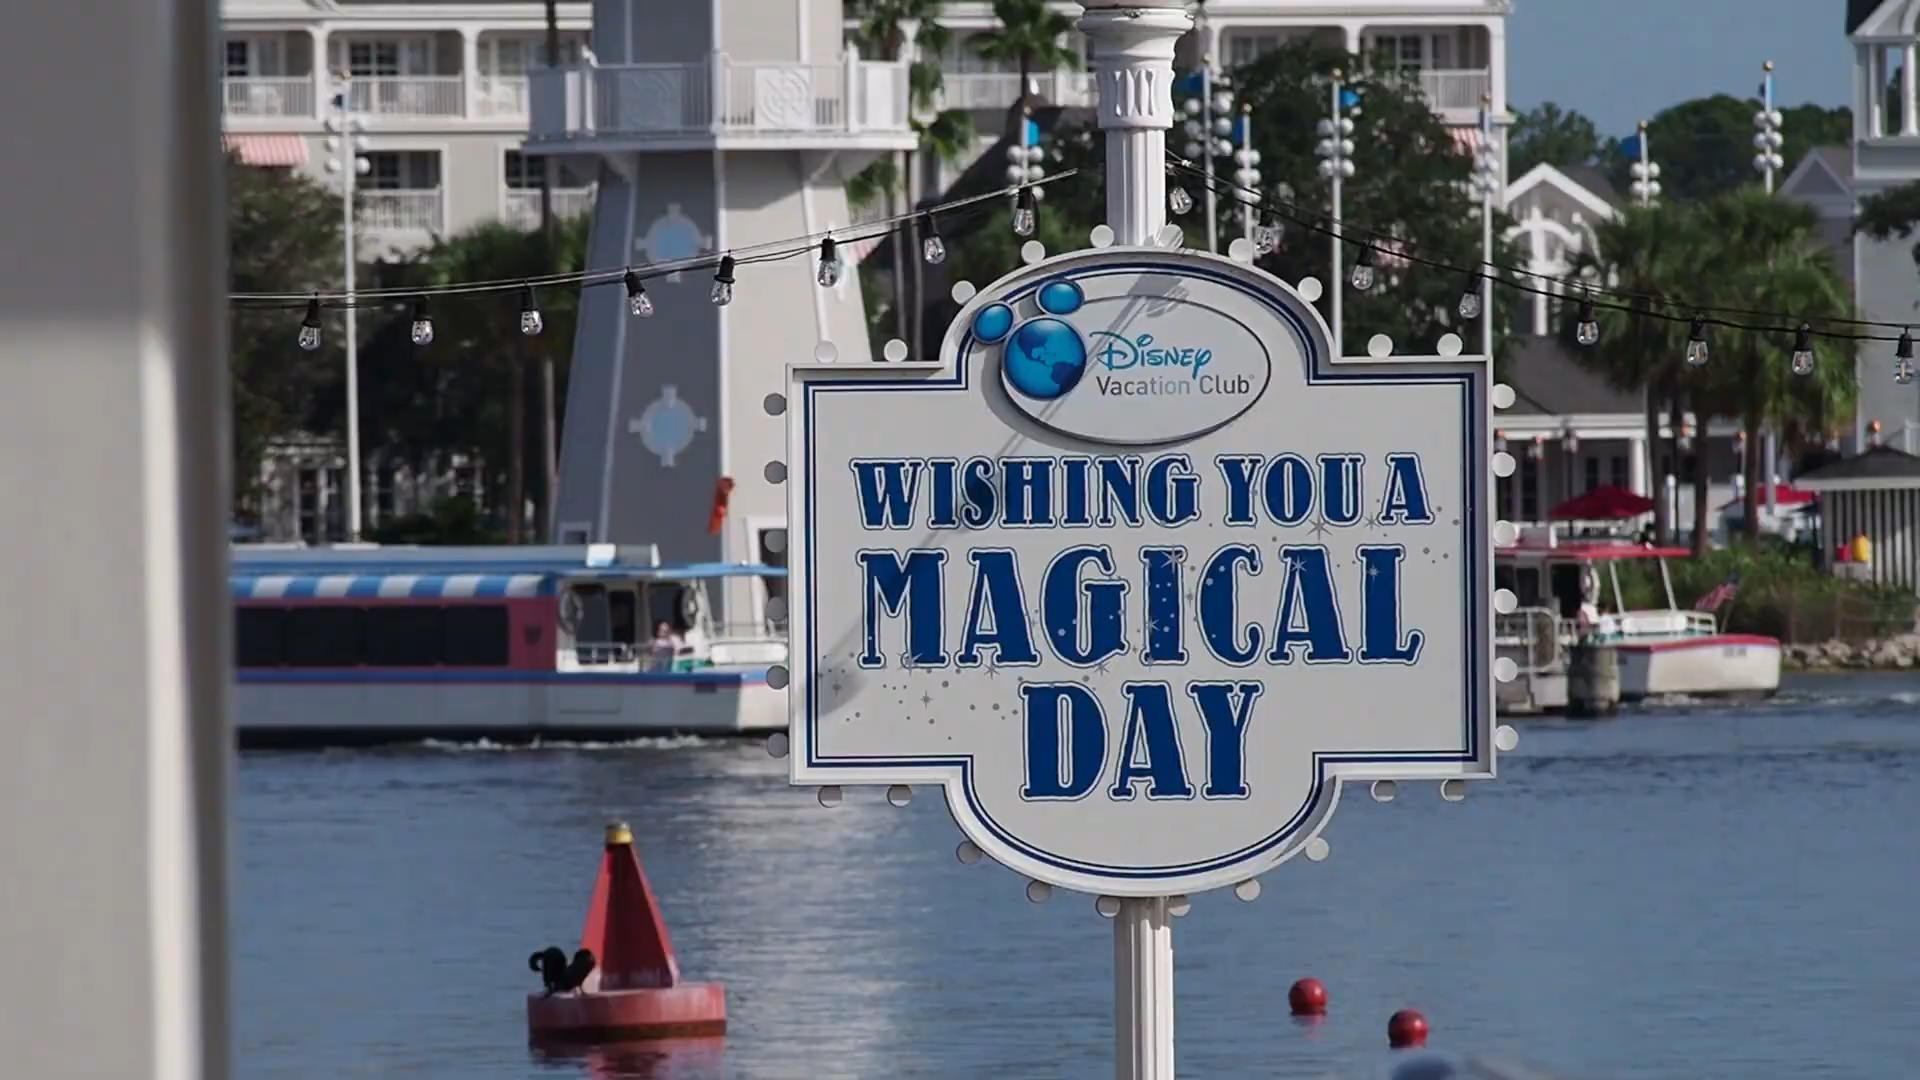 Disney
Vacation Club
WISHING YOU A
MAGICAL
DAY